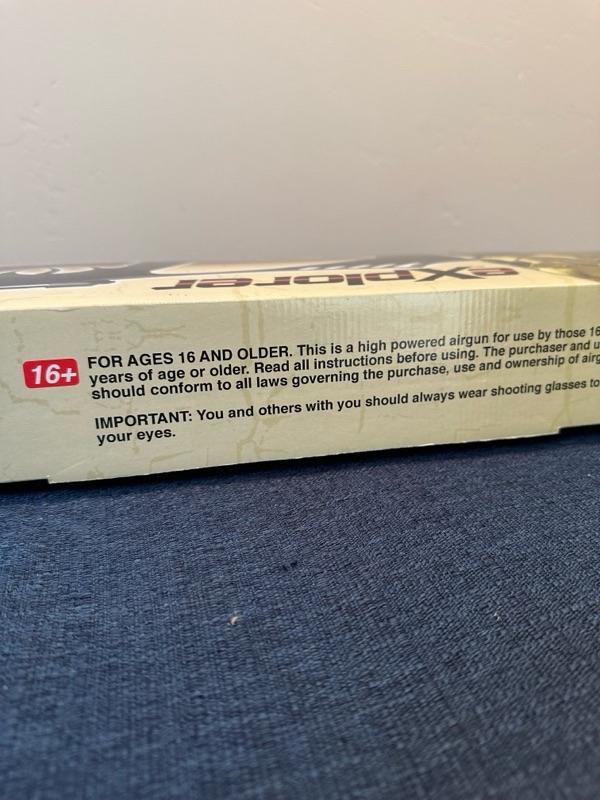 eXplorer
16+
FOR AGES 16 AND OLDER. This is a high powered airgun for use by those 16
years of age or older. Read all instructions before using. The purchaser and
should conform to all laws governing the purchase, use and ownership of
IMPORTANT: You and others with you should always wear shooting glasses to
your eyes.